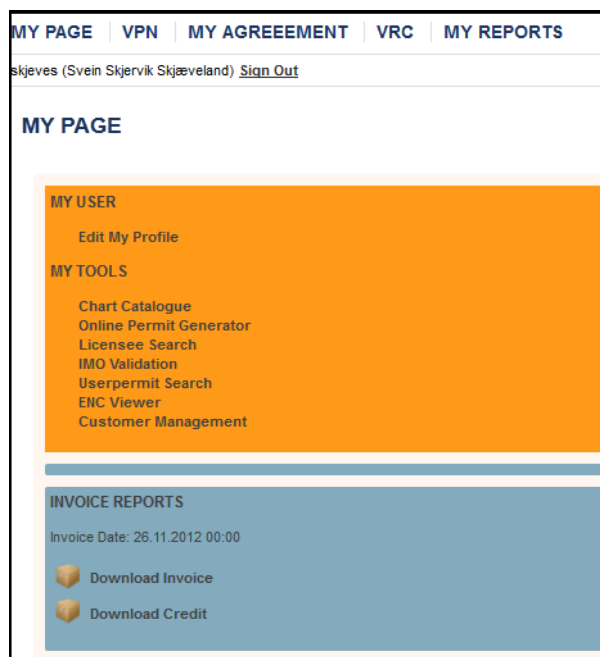 MY PAGE VPN MY AGREEEMENT VRC MY REPORTS
skjeves (Svein Skjervik Skjæveland) Sign Out
MY PAGE
MY USER
Edit My Profile
MY TOOLS
Chart Catalogue
Online Permit Generator
Licensee Search
IMO Validation
Userpermit Search
ENC Viewer
Customer Management
INVOICE REPORTS
Invoice Date: 26.11.2012 00:00
Download Invoice
Download Credit